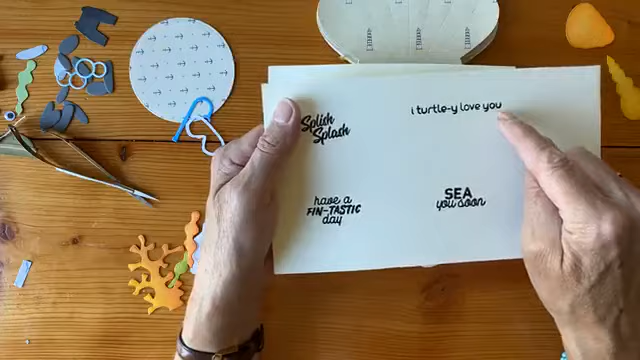 Splish
Splash
i turtle-y love you
have a
FIN-TASTIC
day
SEA
you soon